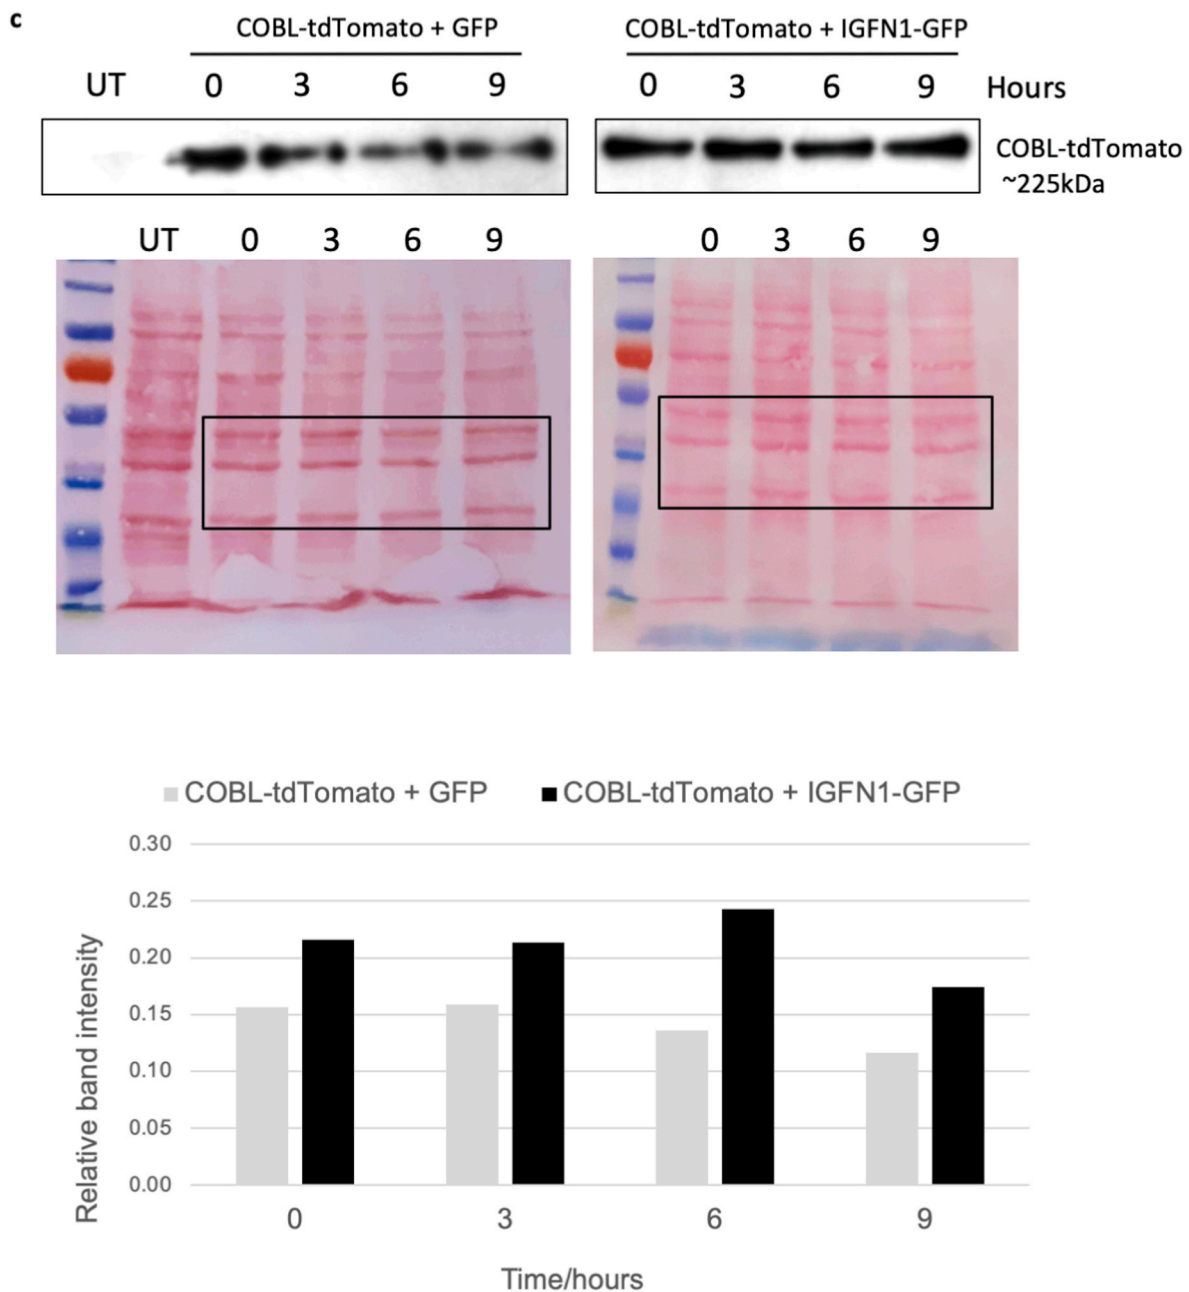 c
COBL-tdTomato + GFP COBL-tdTomato + IGFN1-GFP
UT 0 3 6 9 0 3 6 9 Hours
COBL-tdTomato
~225kDa
UT 0 3 6 9 0 3 6 9
COBL-tdTomato + GFP COBL-tdTomato + IGFN1-GFP
0.30
0.25
0.20
0.15
0.10
0.05
0.00
Relative band intensity
0 3 6 9
Time/hours